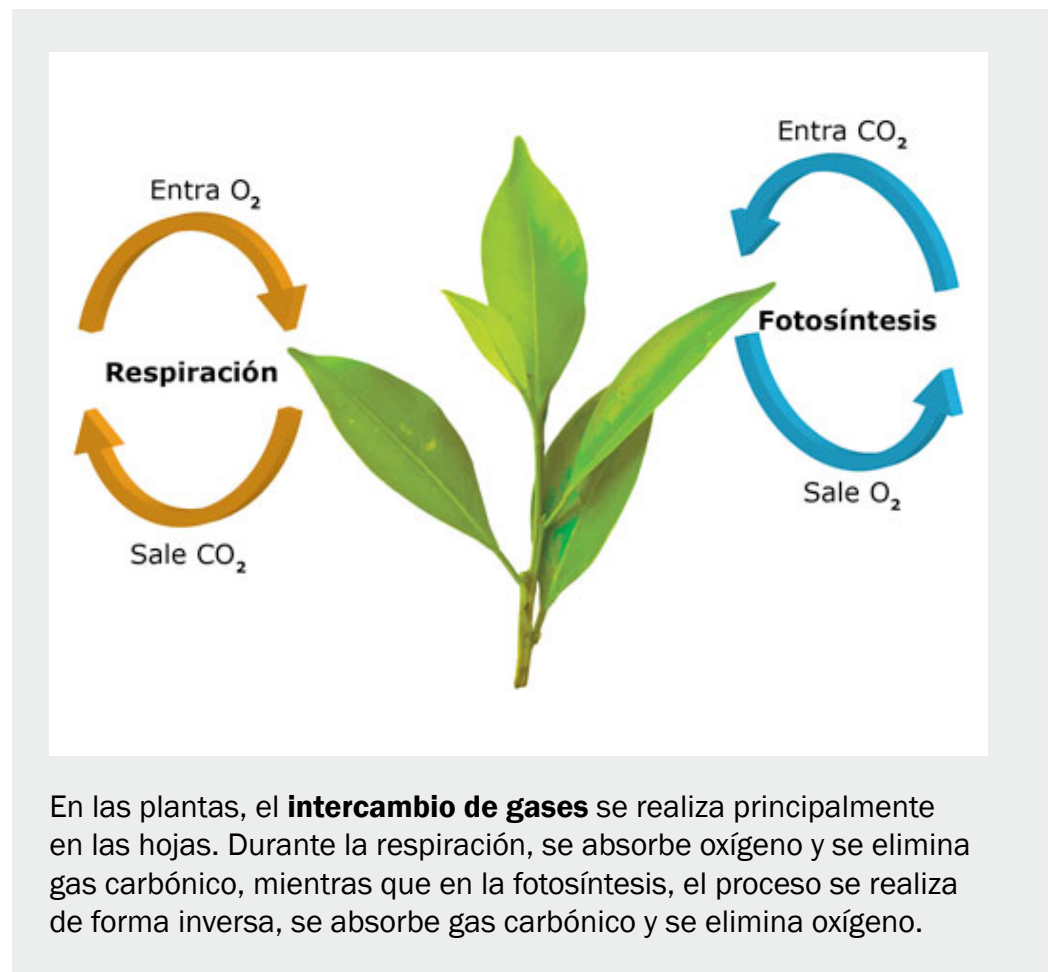 Entra O₂
Respiración
Sale CO₂
Entra CO₂
Fotosíntesis
Sale O₂
En las plantas, el intercambio de gases se realiza principalmente
en las hojas. Durante la respiración, se absorbe oxígeno y se elimina
gas carbónico, mientras que en la fotosíntesis, el proceso se realiza
de forma inversa, se absorbe gas carbónico y se elimina oxígeno.